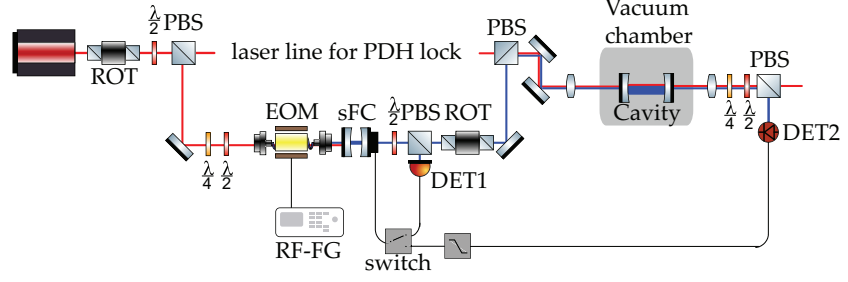 λ
2
PBS
ROT
laser line for PDH lock
PBS
Vacuum
chamber
Cavity
PBS
λ
4
λ
2
DET2
EOM
sFC
λ
2
PBS
ROT
λ
4
λ
2
DET1
RF-FG
switch